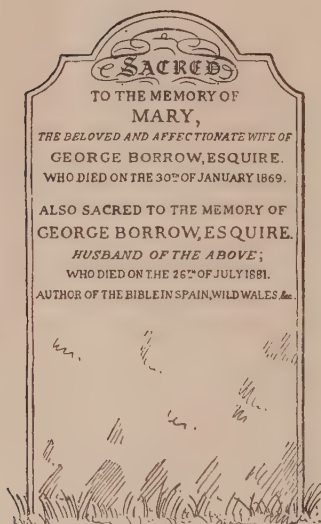 SACRED
TO THE MEMORY OF
MARY,
THE BELOVED AND AFFECTIONATE WIFE OF
GEORGE BORROW, ESQUIRE.
WHO DIED ON THE 30TH OF JANUARY 1869.
ALSO SACRED TO THE MEMORY OF
GEORGE BORROW, ESQUIRE.
HUSBAND OF THE ABOVE;
WHO DIED ON THE 26TH OF JULY 1881.
AUTHOR OF THE BIBLE IN SPAIN, WILD WALES, &c.